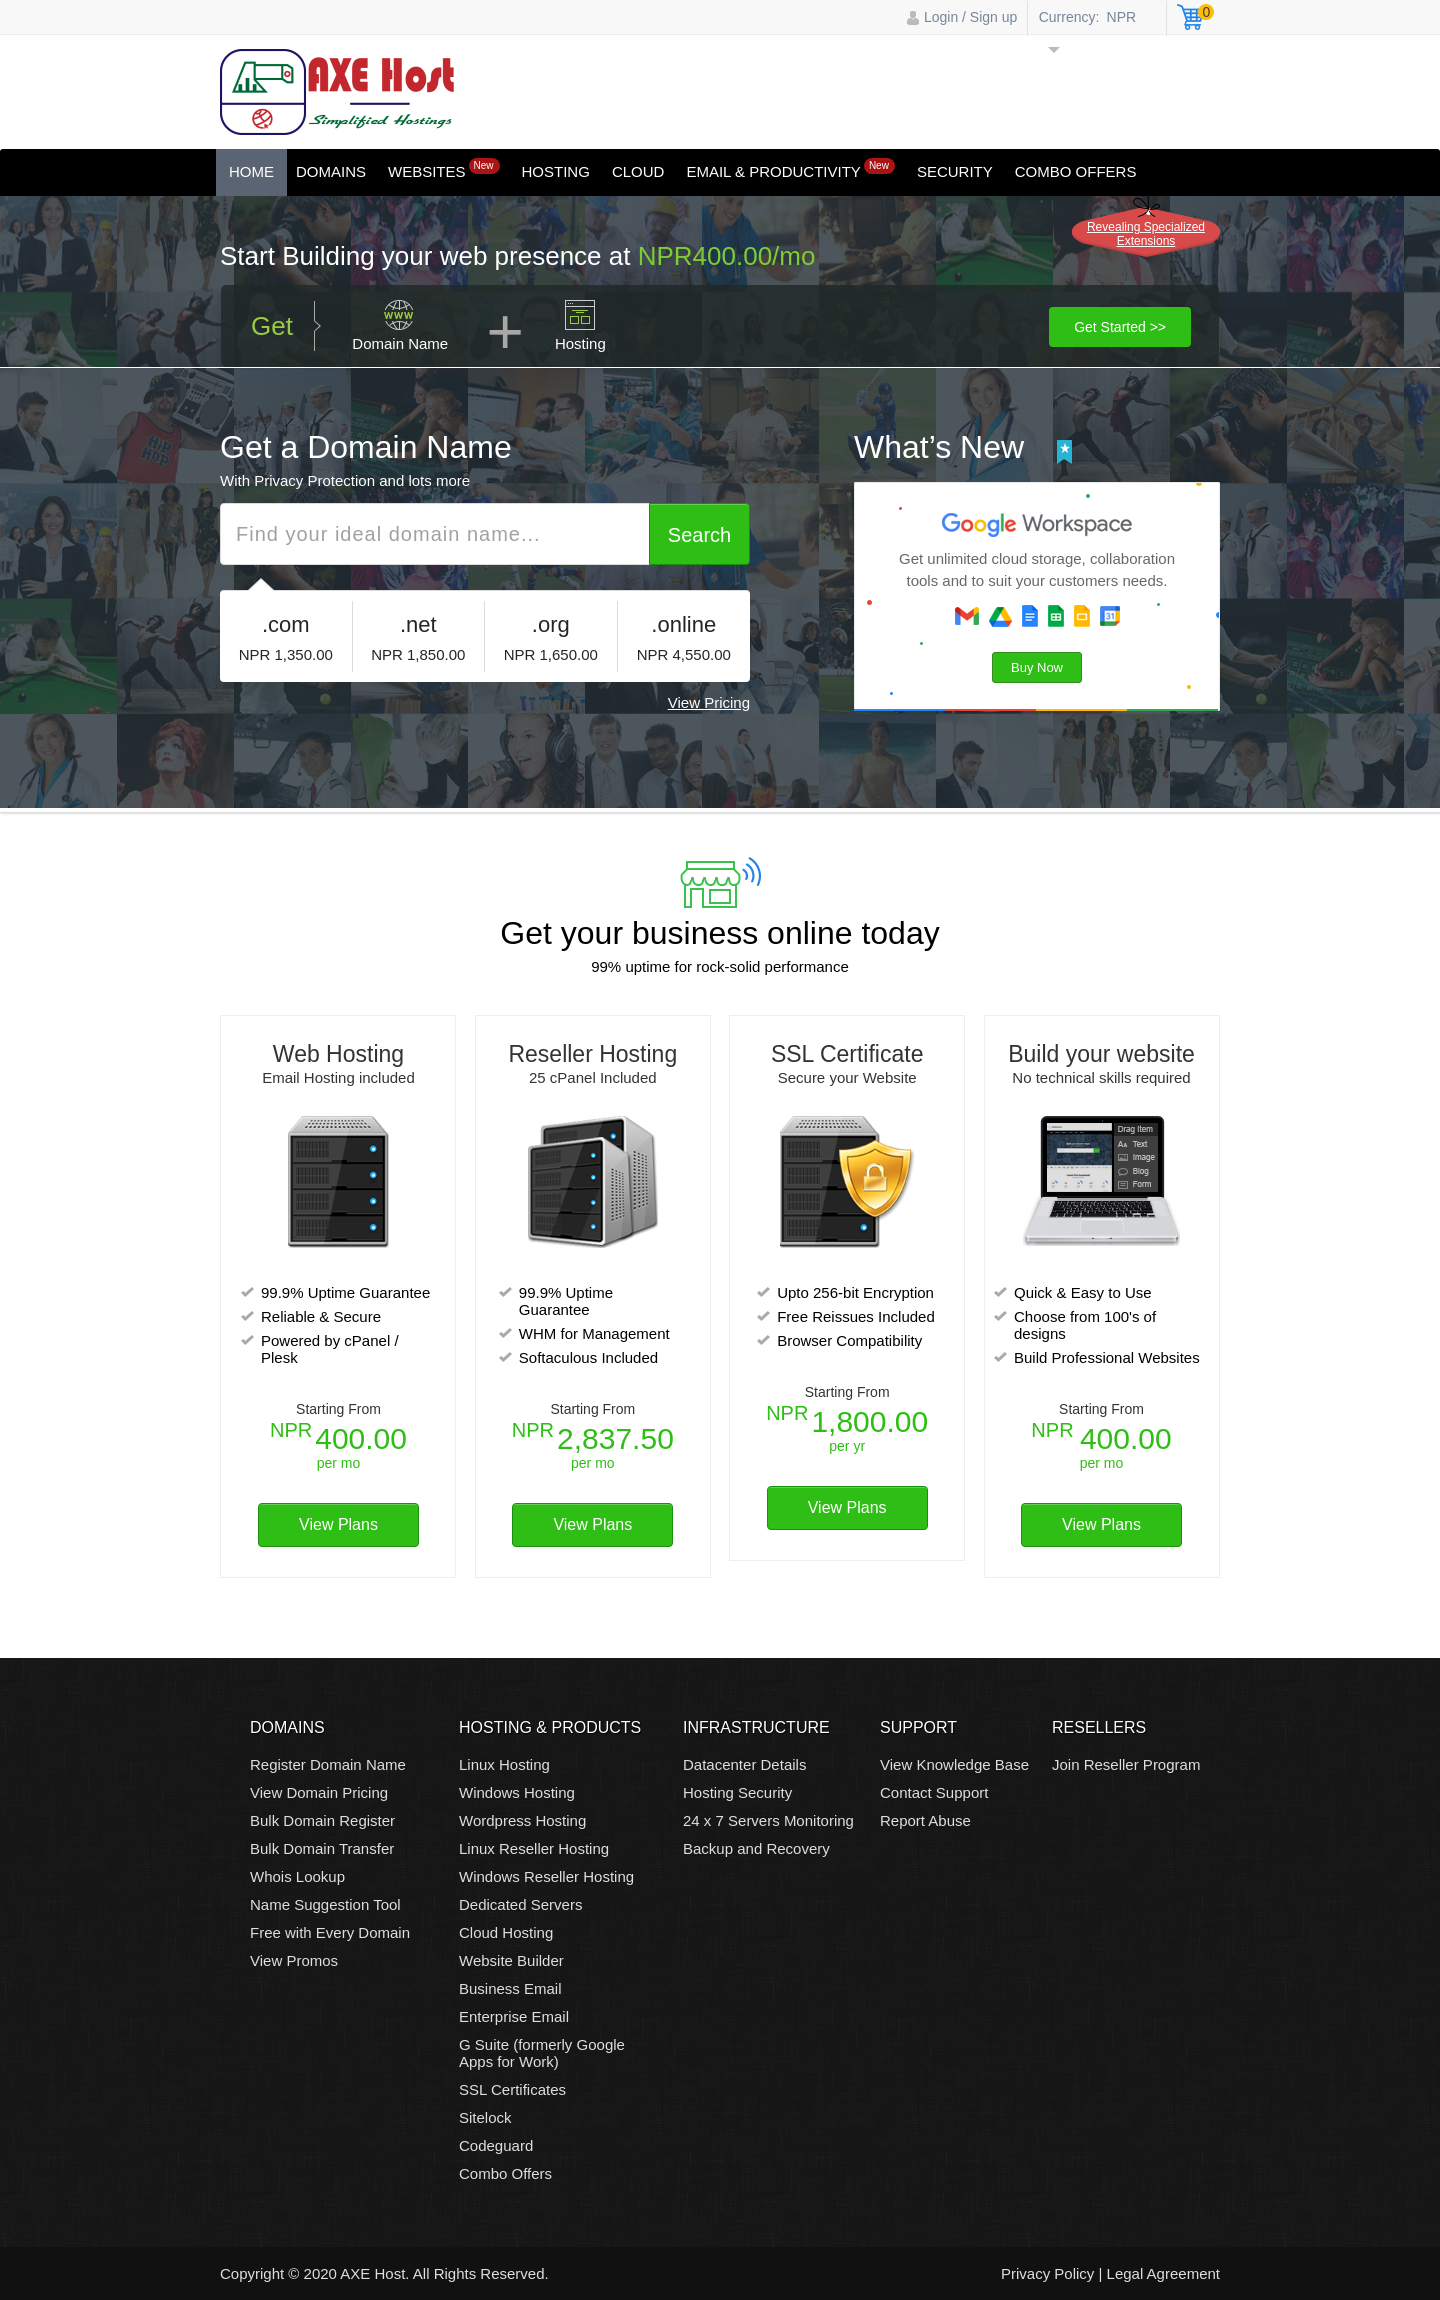 Login / Sign up
Currency: NPR
0
AXE Host
Simplified Hostings
HOME
DOMAINS
WEBSITES New
HOSTING
CLOUD
EMAIL & PRODUCTIVITY New
SECURITY
COMBO OFFERS
Revealing Specialized
Extensions
Start Building your web presence at NPR400.00/mo
Get
WWW
Domain Name
+
Hosting
Get Started >>
Get a Domain Name
With Privacy Protection and lots more
Find your ideal domain name...
Search
.com
NPR 1,350.00
.net
NPR 1,850.00
.org
NPR 1,650.00
.online
NPR 4,550.00
View Pricing
What’s New
Google Workspace
Get unlimited cloud storage, collaboration
tools and to suit your customers needs.
31
Buy Now
Get your business online today
99% uptime for rock-solid performance
Web Hosting
Email Hosting included
99.9% Uptime Guarantee
Reliable & Secure
Powered by cPanel /
Plesk
Starting From
NPR 400.00
per mo
View Plans
Reseller Hosting
25 cPanel Included
99.9% Uptime
Guarantee
WHM for Management
Softaculous Included
Starting From
NPR 2,837.50
per mo
View Plans
SSL Certificate
Secure your Website
Upto 256-bit Encryption
Free Reissues Included
Browser Compatibility
Starting From
NPR 1,800.00
per yr
View Plans
Build your website
No technical skills required
Drag Item
Text
Image
Blog
Form
Quick & Easy to Use
Choose from 100's of
designs
Build Professional Websites
Starting From
NPR 400.00
per mo
View Plans
DOMAINS
Register Domain Name
View Domain Pricing
Bulk Domain Register
Bulk Domain Transfer
Whois Lookup
Name Suggestion Tool
Free with Every Domain
View Promos
HOSTING & PRODUCTS
Linux Hosting
Windows Hosting
Wordpress Hosting
Linux Reseller Hosting
Windows Reseller Hosting
Dedicated Servers
Cloud Hosting
Website Builder
Business Email
Enterprise Email
G Suite (formerly Google
Apps for Work)
SSL Certificates
Sitelock
Codeguard
Combo Offers
INFRASTRUCTURE
Datacenter Details
Hosting Security
24 x 7 Servers Monitoring
Backup and Recovery
SUPPORT
View Knowledge Base
Contact Support
Report Abuse
RESELLERS
Join Reseller Program
Copyright © 2020 AXE Host. All Rights Reserved.
Privacy Policy | Legal Agreement